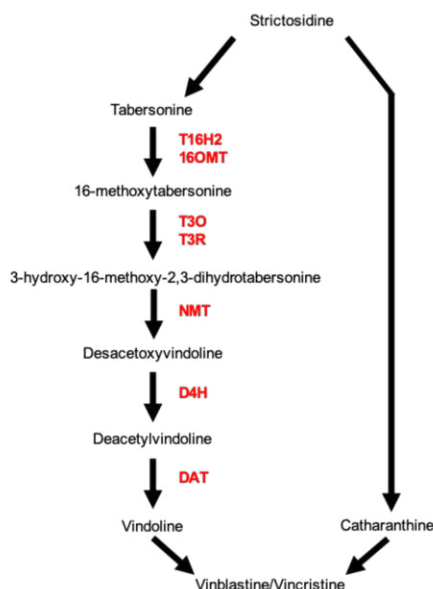 Strictosidine
Tabersonine
T16H2
16OMT
16-methoxytabersonine
T3O
T3R
3-hydroxy-16-methoxy-2,3-dihydrotabersonine
NMT
Desacetoxyvindoline
D4H
Deacetylvindoline
DAT
Vindoline
Catharanthine
Vinblastine/Vincristine